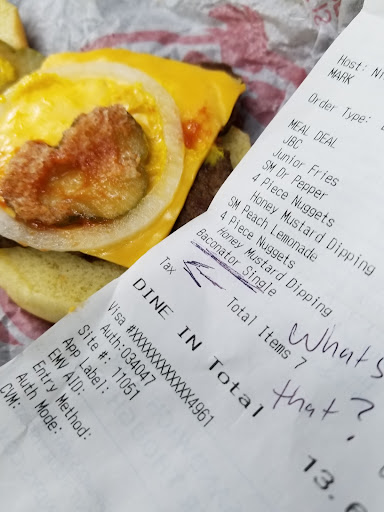 Host:
MARK
Order Type:
MEAL DEAL
JBC
Junior Fries
SM Dr Pepper
4 Piece Nuggets
Honey Mustard Dipping
SM Peach Lemonade
4 Piece Nuggets
Honey Mustard Dipping
Baconator Single
Total Items 7
Tax
whats
that?
DINE IN Total
13.6
Visa #XXXXXXXXXXXX4961
Auth:034047
Site #: 11051
App Label:
EMV AID:
Entry Method:
Auth Mode:
CVM: